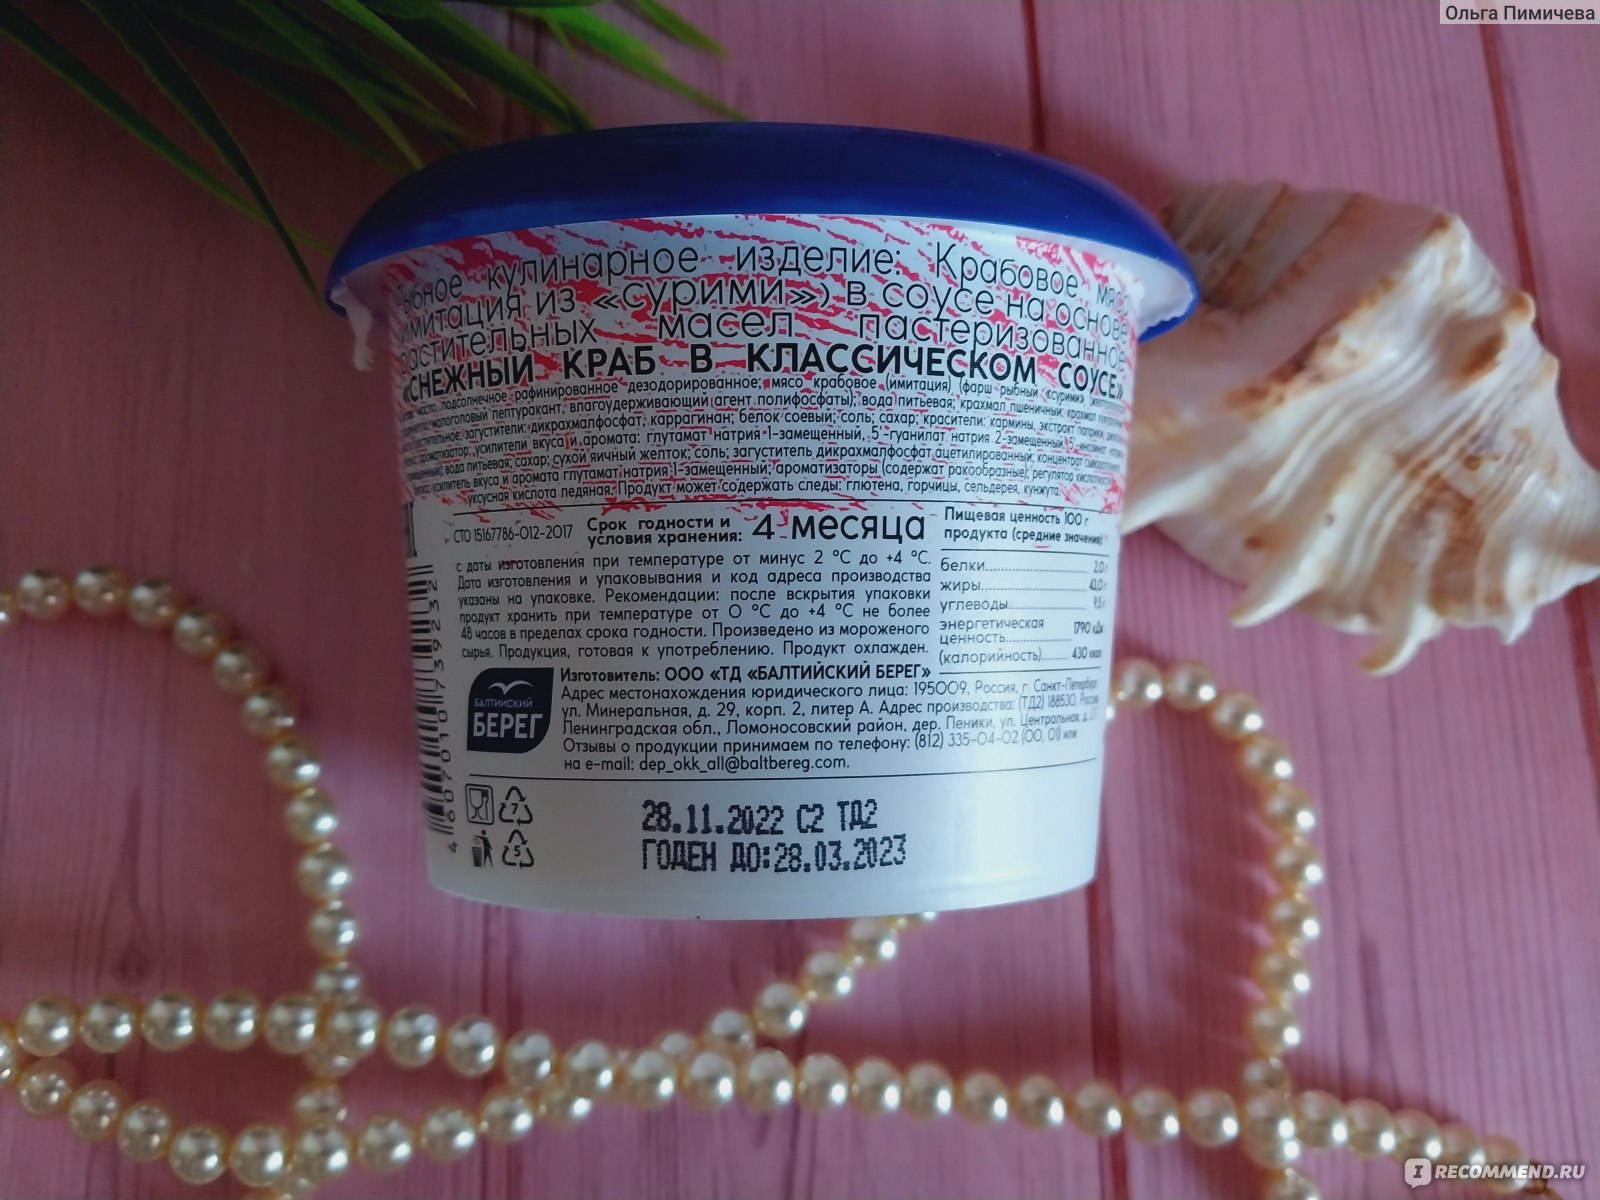 Ольга Пимичева
Рыбное кулинарное изделие: Крабовое мясо
(имитация из «сурими») в соусе на основе
растительных масел пастеризованное
«СНЕЖНЫЙ КРАБ В КЛАССИЧЕСКОМ СОУСЕ»
масло подсолнечное рафинированное дезодорированное; мясо крабовое (имитация) (фарш рыбный «сурими»
малоголовый лептуракант, влагоудерживающий агент полифосфаты); вода питьевая; крахмал пшеничный; крахмал
растительное; загустители: дикрахмалфосфат, каррагинан; белок соевый; соль; сахар; красители: кармины, экстракт паприки,
ароматизатор; усилители вкуса и аромата: глутамат натрия 1-замещенный, 5'-гуанилат натрия 2-замещенный,
вода питьевая; сахар; сухой яичный желток; соль; загуститель дикрахмалфосфат ацетилированный; концентрат
усилитель вкуса и аромата глутамат натрия 1-замещенный; ароматизаторы (содержат ракообразные); регулятор кислотности
уксусная кислота ледяная. Продукт может содержать следы: глютена, горчицы, сельдерея, кунжута.
СТО 15167786-012-2017
Срок годности и
условия хранения: 4 месяца
с даты изготовления при температуре от минус 2 °С до +4 °С.
Дата изготовления и упаковывания и код адреса производства
указаны на упаковке. Рекомендации: после вскрытия упаковки
продукт хранить при температуре от 0 °С до +4 °С не более
48 часов в пределах срока годности. Произведено из мороженого
сырья. Продукция, готовая к употреблению. Продукт охлажден.
Пищевая ценность 100 г
продукта (средние значения):
белки 2,0 г
жиры 43,0 г
углеводы 9,5 г
энергетическая
ценность 1790 кДж
(калорийность) 430 ккал
БАЛТИЙСКИЙ
БЕРЕГ
Изготовитель: ООО «ТД «БАЛТИЙСКИЙ БЕРЕГ»
Адрес местонахождения юридического лица: 195009, Россия, г. Санкт-Петербург,
ул. Минеральная, д. 29, корп. 2, литер А. Адрес производства: (ТД2) 188530, Россия,
Ленинградская обл., Ломоносовский район, дер. Пеники, ул. Центральная, д. 27.
Отзывы о продукции принимаем по телефону: (812) 335-04-02 (00, 01) или
на e-mail: dep_okk_all@baltbereg.com.
4 607010 739232
7
5
28.11.2022 С2 ТД2
ГОДЕН ДО:28.03.2023
IRECOMMEND.RU